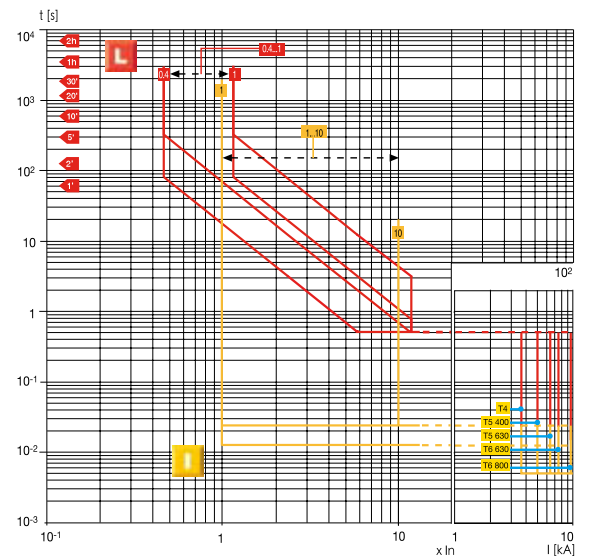 t [s]
10⁴
2h
L
0.4...1
1h
0,4
1
30'
1
20'
10³
10'
1...10
5'
2'
10²
1'
10
10
10²
1
10⁻¹
T4
T5 400
T5 630
10⁻²
T6 630
I
T6 800
10⁻³
10⁻¹
1
10
1
10
x In
I [kA]